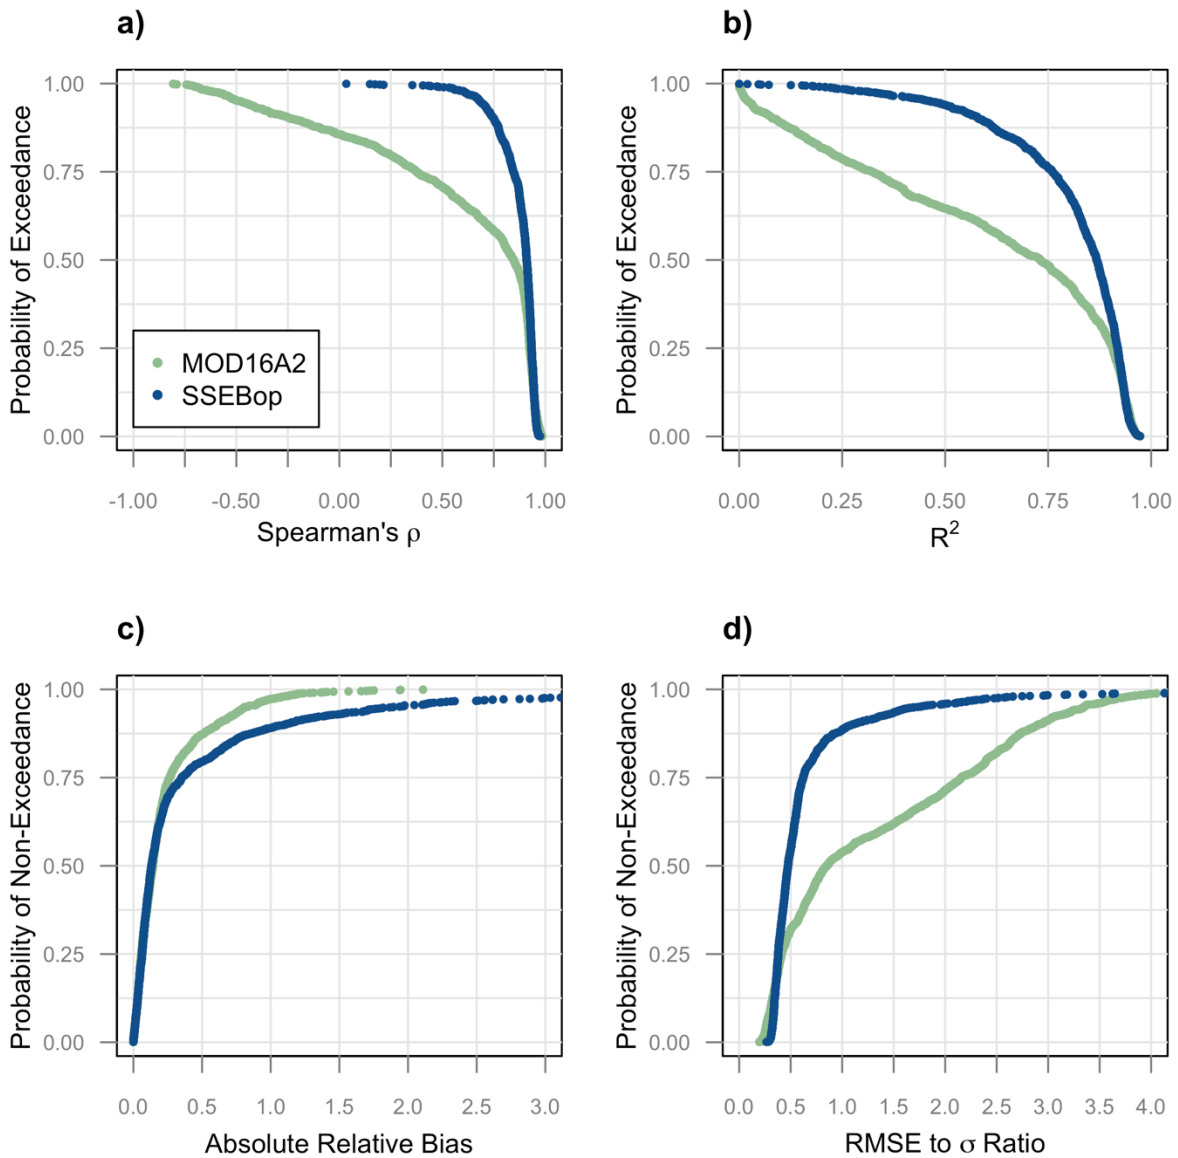 a)
Probability of Exceedance
1.00
0.75
0.50
0.25
0.00
MOD16A2
SSEBop
-1.00 -0.50 0.00 0.50 1.00
Spearman's ρ
b)
Probability of Exceedance
1.00
0.75
0.50
0.25
0.00
0.00 0.25 0.50 0.75 1.00
R²
c)
Probability of Non-Exceedance
1.00
0.75
0.50
0.25
0.00
0.0 0.5 1.0 1.5 2.0 2.5 3.0
Absolute Relative Bias
d)
Probability of Non-Exceedance
1.00
0.75
0.50
0.25
0.00
0.0 0.5 1.0 1.5 2.0 2.5 3.0 3.5 4.0
RMSE to σ Ratio